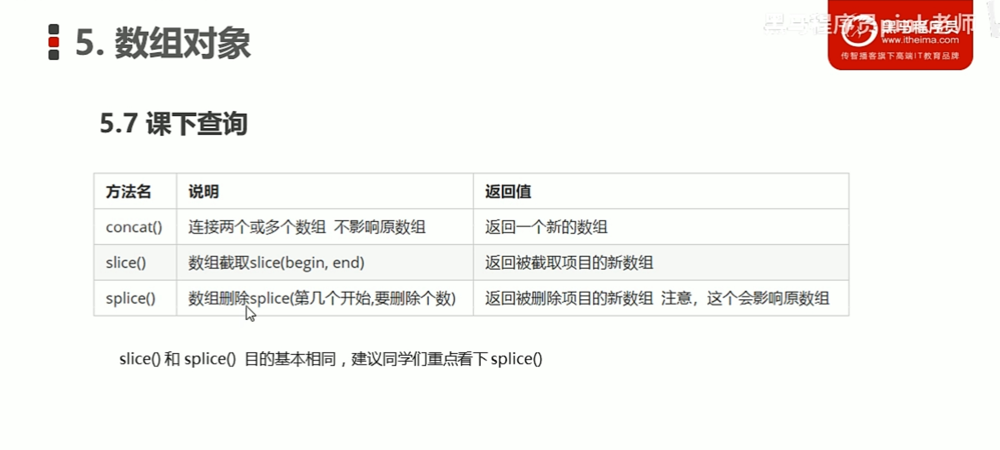 5. 数组对象
黑马程序员pink老师
黑马程序员
www.itheima.com
传智播客旗下高端IT教育品牌
5.7 课下查询
方法名 说明 返回值
concat() 连接两个或多个数组 不影响原数组 返回一个新的数组
slice() 数组截取slice(begin, end) 返回被截取项目的新数组
splice() 数组删除splice(第几个开始,要删除个数) 返回被删除项目的新数组 注意，这个会影响原数组
slice() 和 splice() 目的基本相同，建议同学们重点看下 splice()